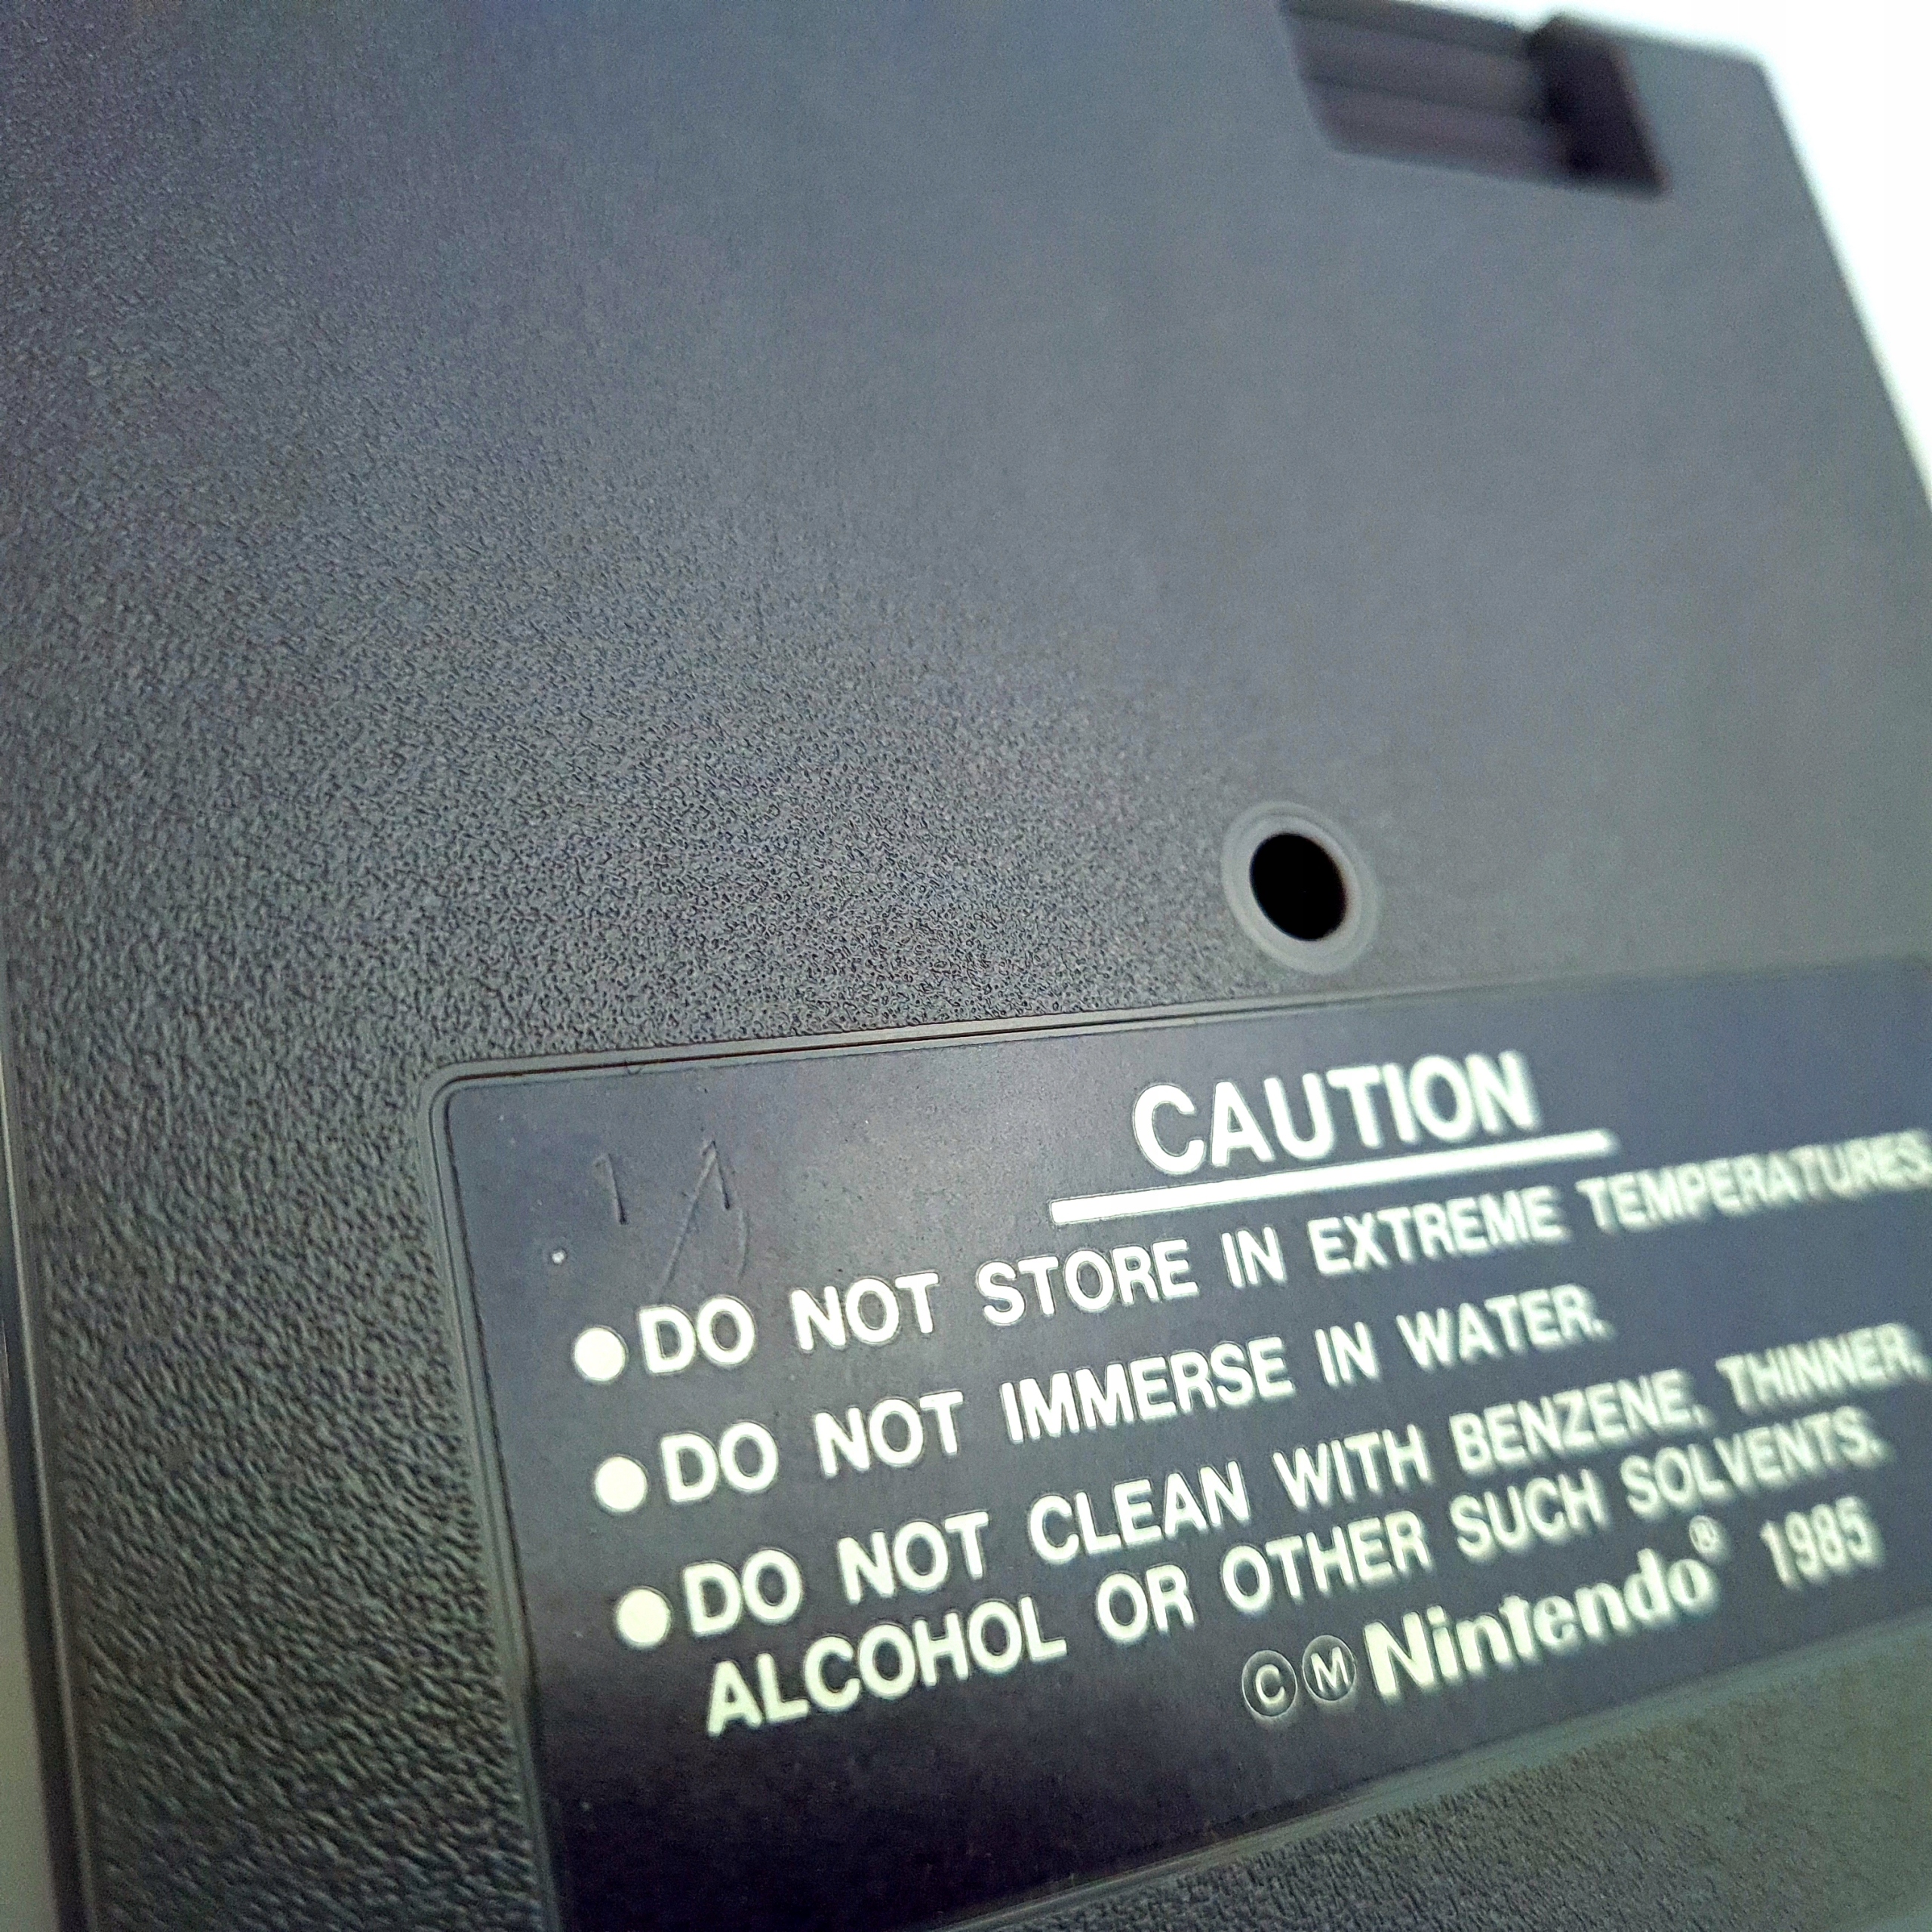 CAUTION
●DO NOT STORE IN EXTREME TEMPERATURES.
●DO NOT IMMERSE IN WATER.
●DO NOT CLEAN WITH BENZENE, THINNER,
ALCOHOL OR OTHER SUCH SOLVENTS.
ⒸⓂNintendo® 1985